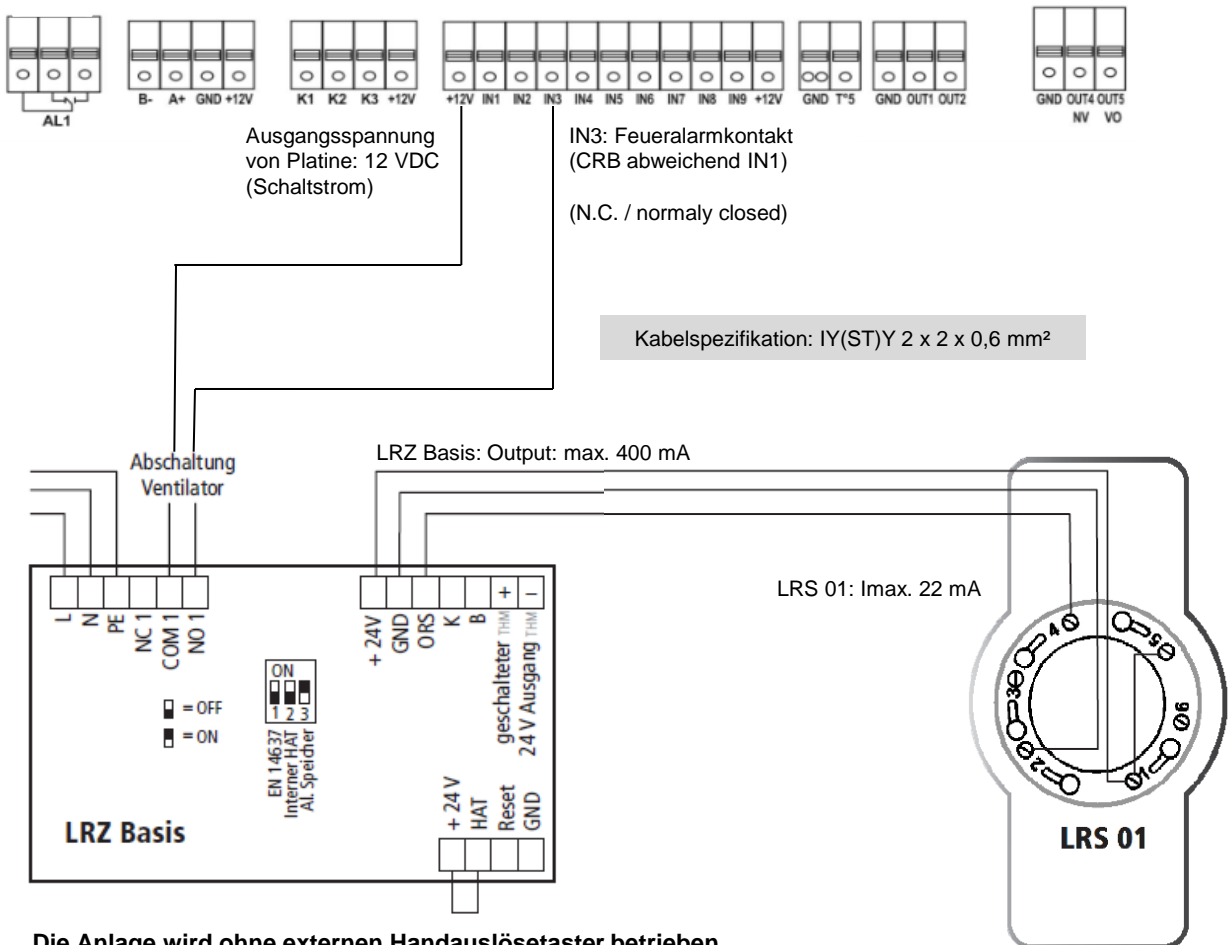 B- A+ GND +12V
K1 K2 K3 +12V
+12V IN1 IN2 IN3 IN4 IN5 IN6 IN7 IN8 IN9 +12V
GND T°5
GND OUT1 OUT2
GND OUT4 OUT5
NV VO
AL1
Ausgangsspannung
von Platine: 12 VDC
(Schaltstrom)
IN3: Feueralarmkontakt
(CRB abweichend IN1)
(N.C. / normaly closed)
Kabelspezifikation: IY(ST)Y 2 x 2 x 0,6 mm²
Abschaltung
Ventilator
LRZ Basis: Output: max. 400 mA
LRS 01: Imax. 22 mA
L
N
PE
NC 1
COM 1
NO 1
+ 24V
GND
ORS
K
B
geschalteter THM +
24 V Ausgang THM –
= OFF
= ON
ON
1 2 3
EN 14637
Interner HAT
Al. Speicher
+ 24 V
HAT
Reset
GND
LRZ Basis
4
5
3
6
2
1
LRS 01
Die Anlage wird ohne externen Handauslösetaster betrieben